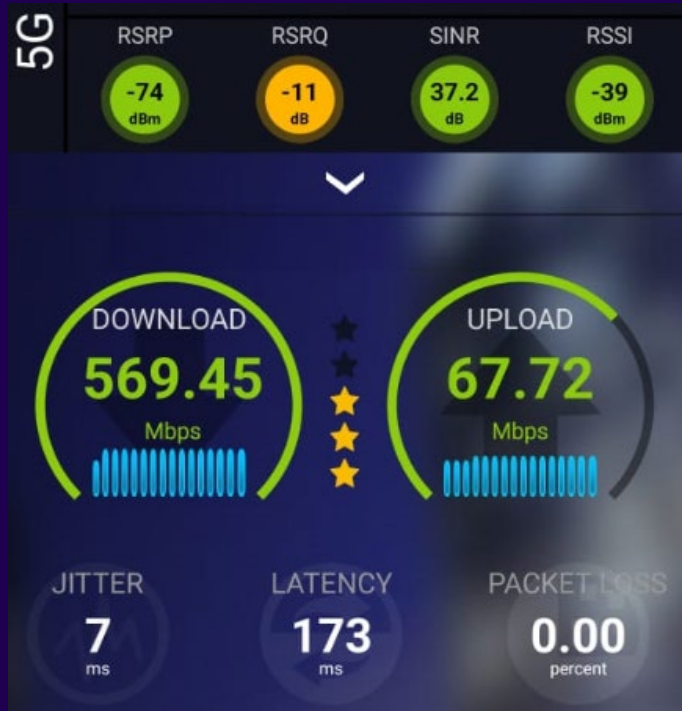 5G
RSRP RSRQ SINR RSSI
-74 -11 37.2 -39
dBm dB dB dBm
DOWNLOAD UPLOAD
569.45 67.72
Mbps Mbps
JITTER LATENCY PACKET LOSS
7 173 0.00
ms ms percent